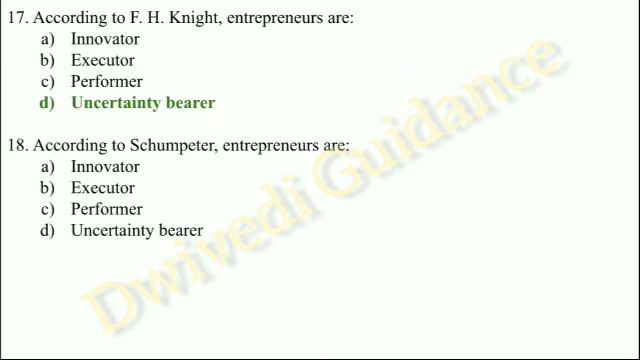 17. According to F. H. Knight, entrepreneurs are:
a) Innovator
b) Executor
c) Performer
d) Uncertainty bearer
18. According to Schumpeter, entrepreneurs are:
a) Innovator
b) Executor
c) Performer
d) Uncertainty bearer
Dwivedi Guidance